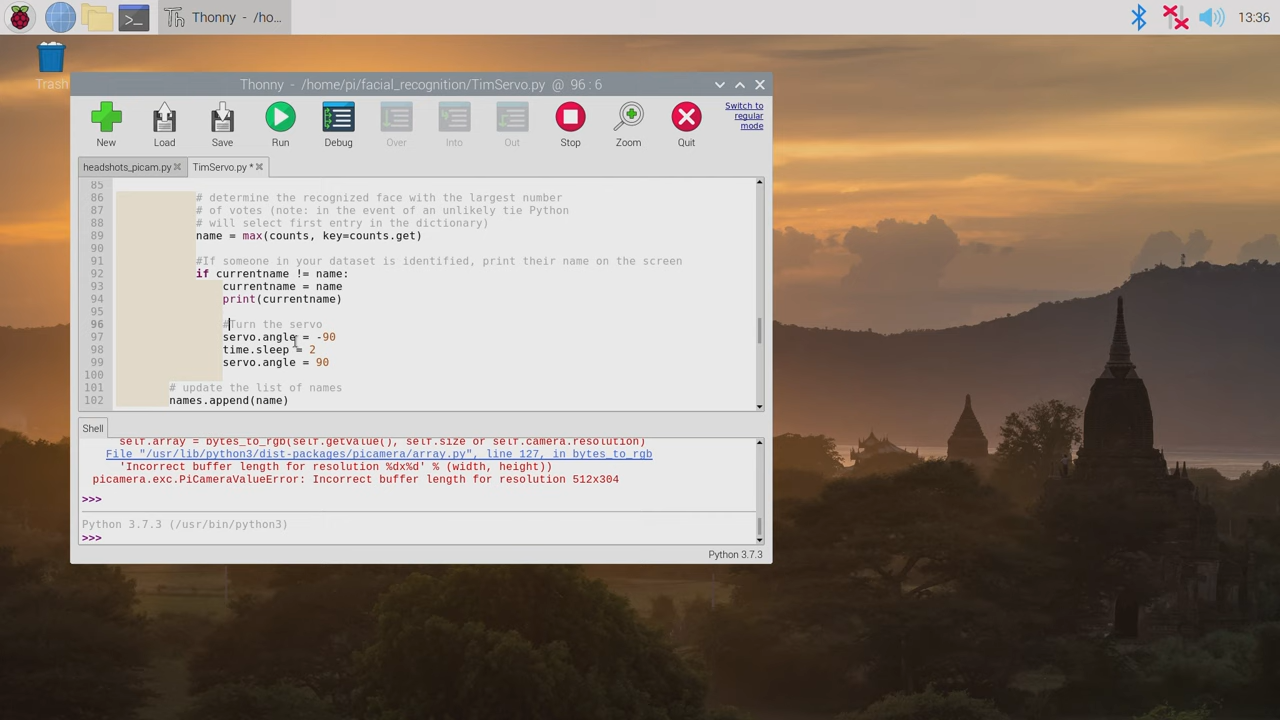 Thonny - /ho...
13:36
Trash
Thonny - /home/pi/facial_recognition/TimServo.py @ 96 : 6
New
Load
Save
Run
Debug
Over
Into
Out
Stop
Zoom
Quit
Switch to
regular
mode
headshots_picam.py
TimServo.py *
85
86 # determine the recognized face with the largest number
87 # of votes (note: in the event of an unlikely tie Python
88 # will select first entry in the dictionary)
89 name = max(counts, key=counts.get)
90
91 #If someone in your dataset is identified, print their name on the screen
92 if currentname != name:
93 currentname = name
94 print(currentname)
95
96 #Turn the servo
97 servo.angle = -90
98 time.sleep = 2
99 servo.angle = 90
100
101 # update the list of names
102 names.append(name)
Shell
self.array = bytes_to_rgb(self.getvalue(), self.size or self.camera.resolution)
File "/usr/lib/python3/dist-packages/picamera/array.py", line 127, in bytes_to_rgb
'Incorrect buffer length for resolution %dx%d' % (width, height))
picamera.exc.PiCameraValueError: Incorrect buffer length for resolution 512x304
>>>
Python 3.7.3 (/usr/bin/python3)
>>>
Python 3.7.3